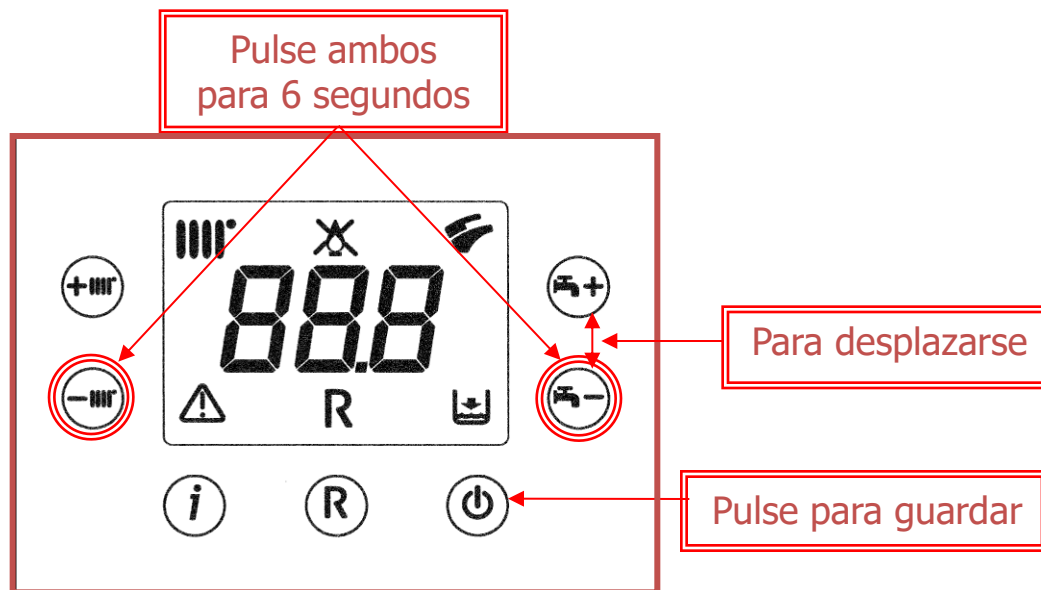 Pulse ambos
para 6 segundos
88.8
+
+
Para desplazarse
-
R
-
i
R
Pulse para guardar